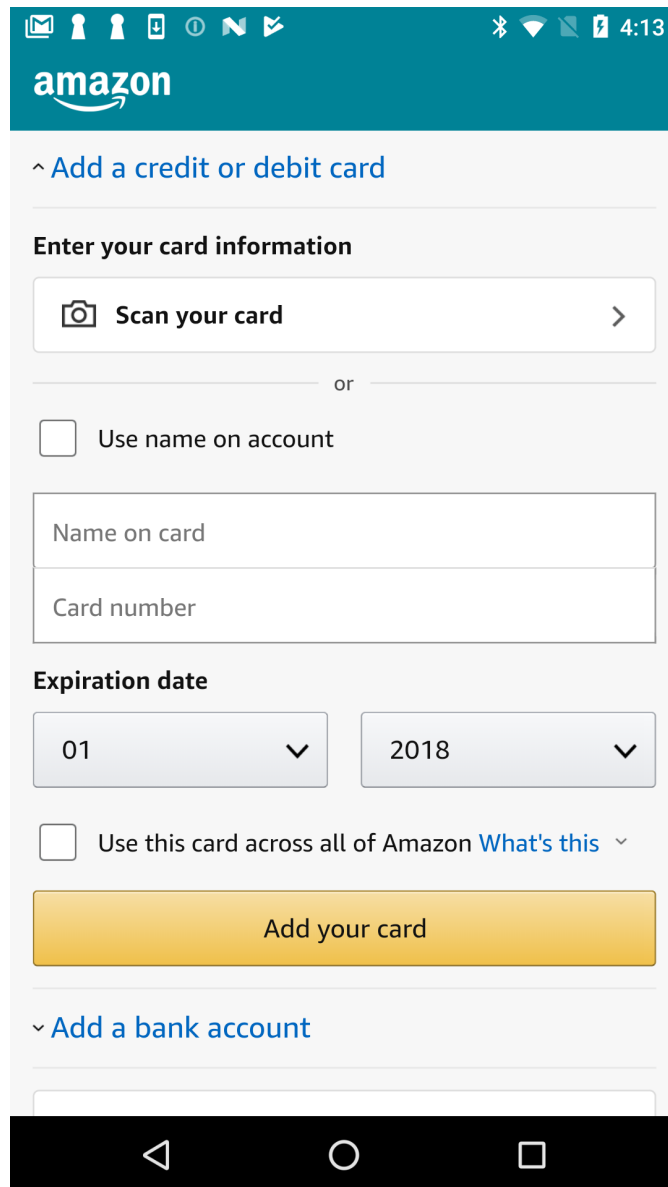 4:13
amazon
Add a credit or debit card
Enter your card information
Scan your card
or
Use name on account
Name on card
Card number
Expiration date
01 2018
Use this card across all of Amazon What's this
Add your card
Add a bank account